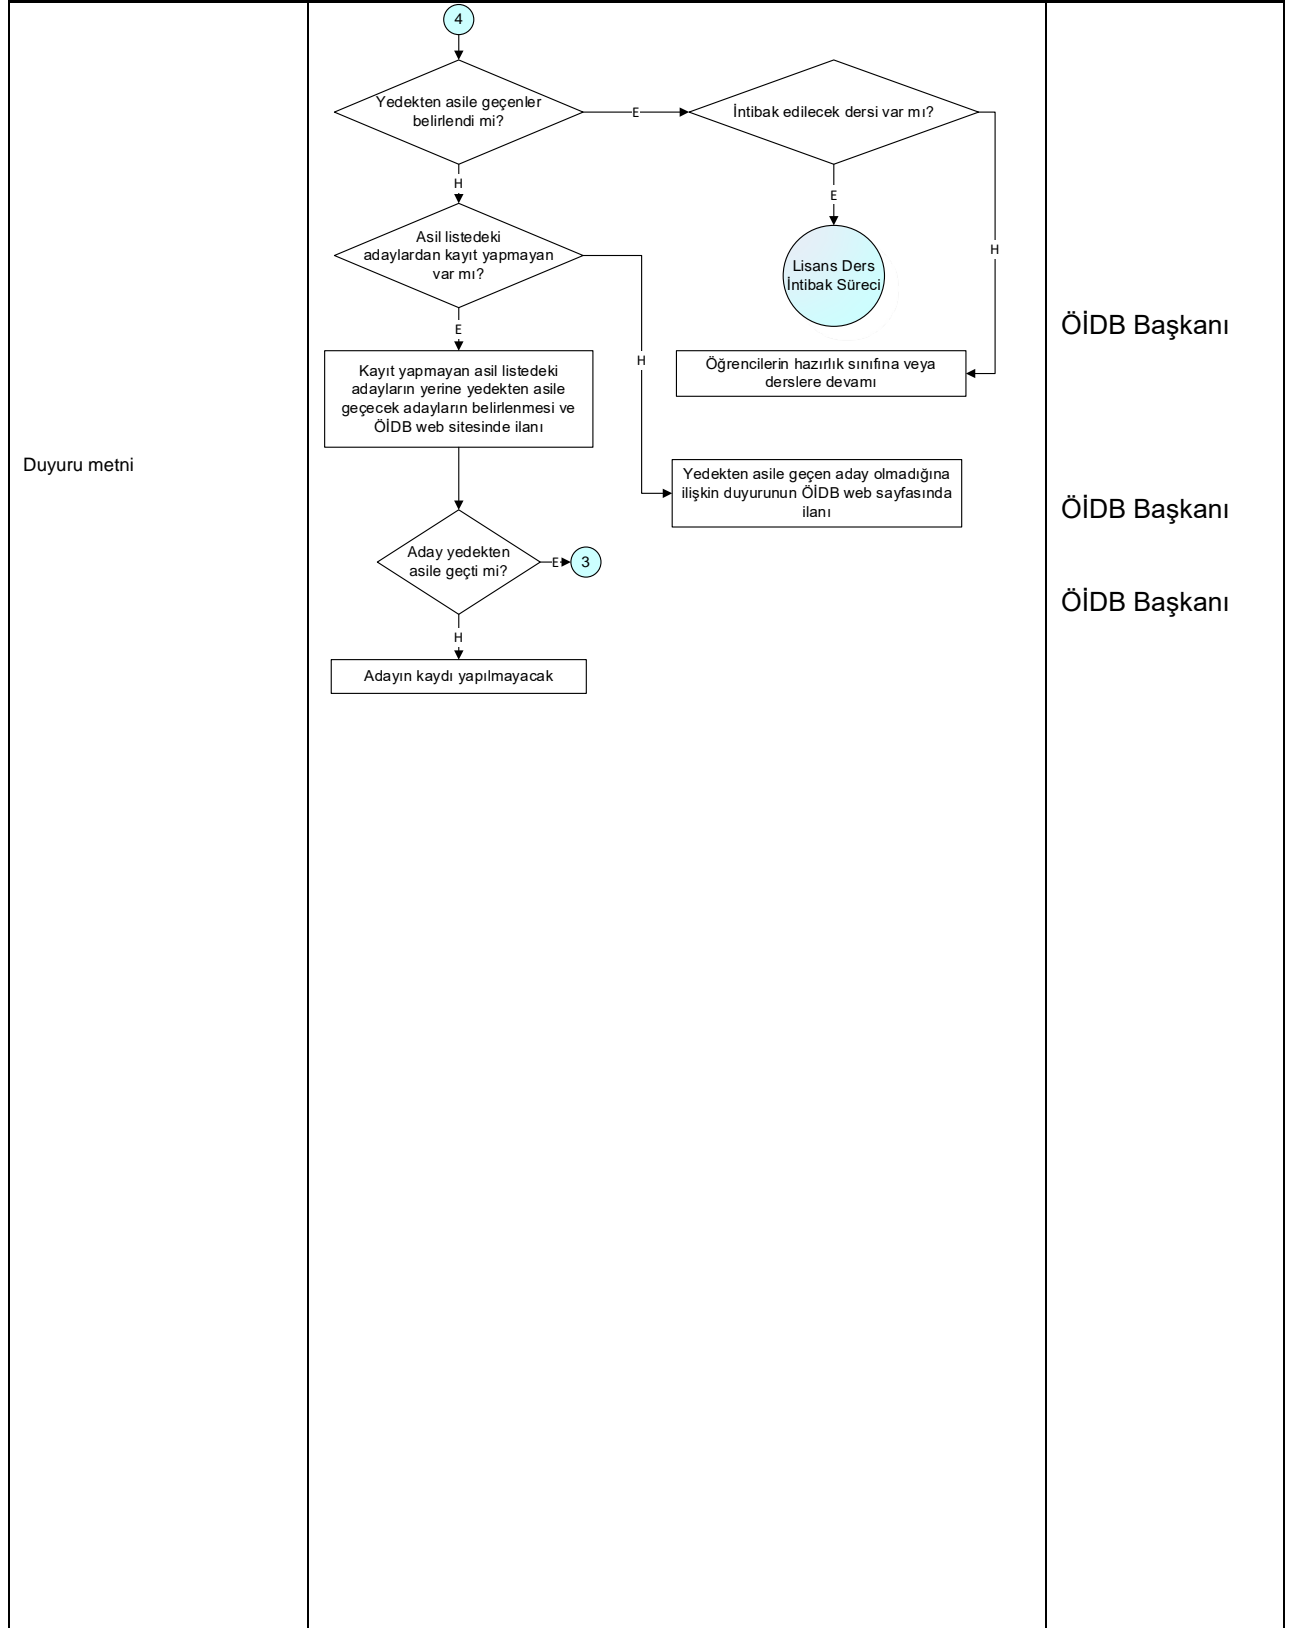 4
Yedekten asile geçenler
belirlendi mi?
E
İntibak edilecek dersi var mı?
H
E
H
Asil listedeki
adaylardan kayıt yapmayan
var mı?
Lisans Ders
İntibak Süreci
E
H
Öğrencilerin hazırlık sınıfına veya
derslere devamı
ÖİDB Başkanı
Kayıt yapmayan asil listedeki
adayların yerine yedekten asile
geçecek adayların belirlenmesi ve
ÖİDB web sitesinde ilanı
Duyuru metni
Yedekten asile geçen aday olmadığına
ilişkin duyurunun ÖİDB web sayfasında
ilanı
ÖİDB Başkanı
Aday yedekten
asile geçti mi?
E
3
ÖİDB Başkanı
H
Adayın kaydı yapılmayacak